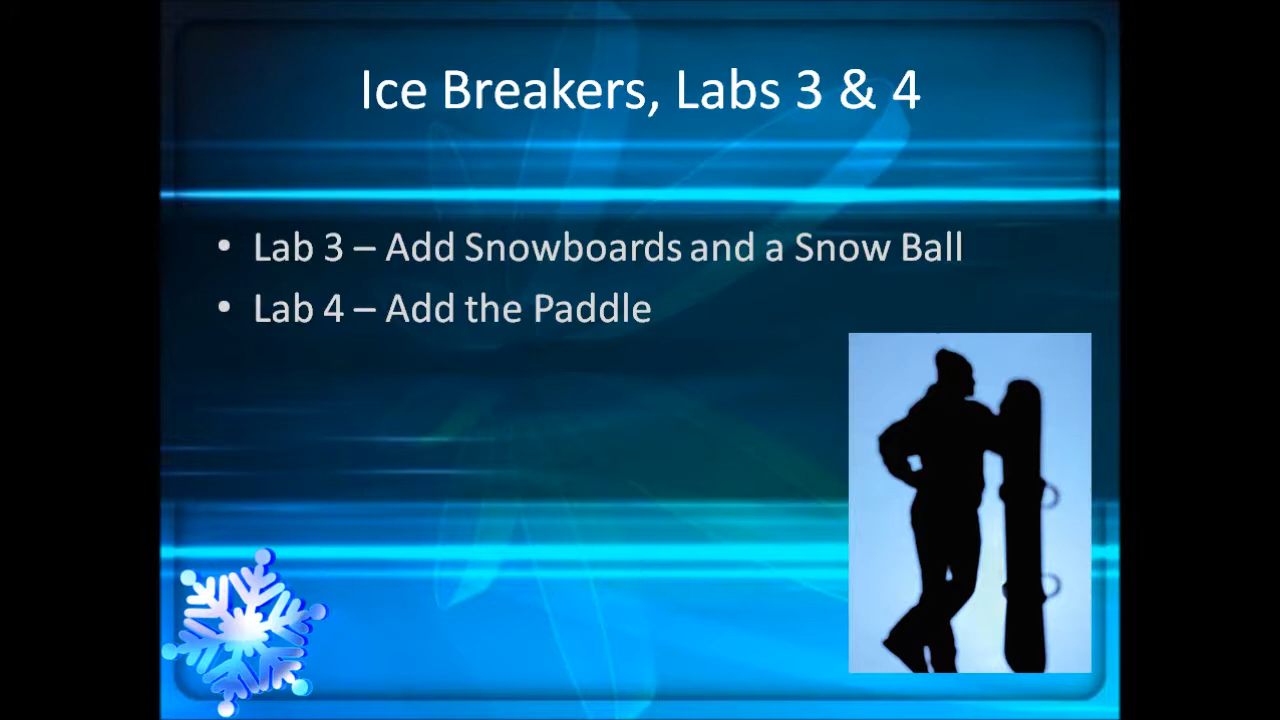 Ice Breakers, Labs 3 & 4
• Lab 3 – Add Snowboards and a Snow Ball
• Lab 4 – Add the Paddle